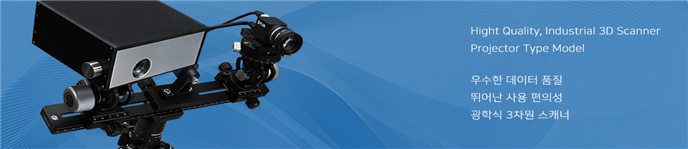 Hight Quality, Industrial 3D Scanner
Projector Type Model
우수한 데이터 품질
뛰어난 사용 편의성
광학식 3차원 스캐너